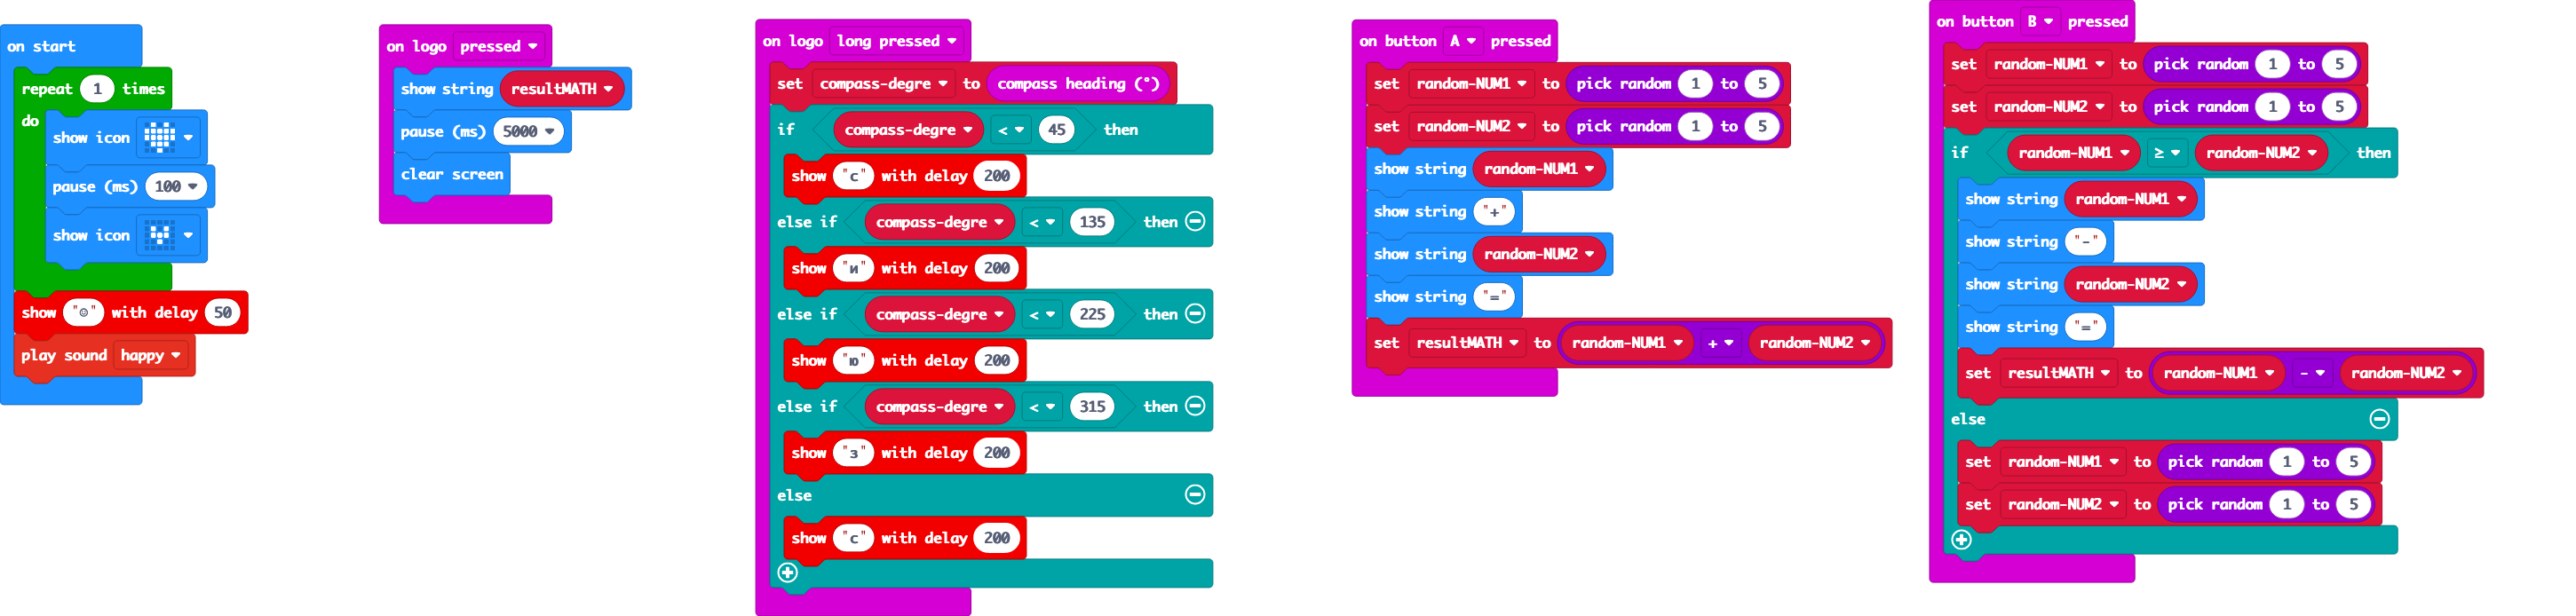 on start
repeat 1 times
do
show icon
pause (ms) 100
show icon
show "☺" with delay 50
play sound happy
on logo pressed
show string resultMATH
pause (ms) 5000
clear screen
on logo long pressed
set compass-degre to compass heading (°)
if compass-degre < 45 then
show "с" with delay 200
else if compass-degre < 135 then
show "и" with delay 200
else if compass-degre < 225 then
show "ю" with delay 200
else if compass-degre < 315 then
show "з" with delay 200
else
show "с" with delay 200
on button A pressed
set random-NUM1 to pick random 1 to 5
set random-NUM2 to pick random 1 to 5
show string random-NUM1
show string "+"
show string random-NUM2
show string "="
set resultMATH to random-NUM1 + random-NUM2
on button B pressed
set random-NUM1 to pick random 1 to 5
set random-NUM2 to pick random 1 to 5
if random-NUM1 ≥ random-NUM2 then
show string random-NUM1
show string "-"
show string random-NUM2
show string "="
set resultMATH to random-NUM1 - random-NUM2
else
set random-NUM1 to pick random 1 to 5
set random-NUM2 to pick random 1 to 5